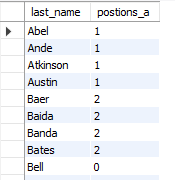 last_name postions_a
Abel 1
Ande 1
Atkinson 1
Austin 1
Baer 2
Baida 2
Banda 2
Bates 2
Bell 0